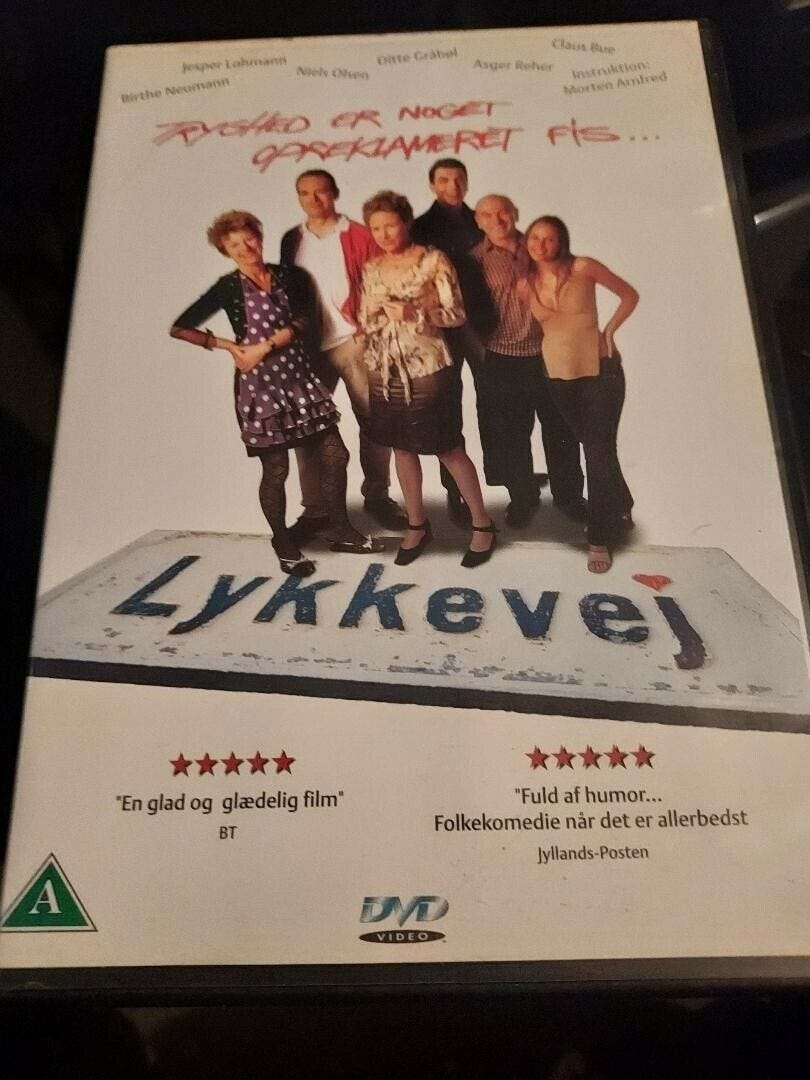 Birthe Neumann
Jesper Lohmann
Niels Olsen
Ditte Gråbøl
Asger Reher
Claus Bue
Instruktion:
Morten Arnfred
TRYGHED ER NOGET
OPREKLAMERET FIS...
Lykkevej
"En glad og glædelig film"
BT
"Fuld af humor...
Folkekomedie når det er allerbedst
Jyllands-Posten
A
DVD
VIDEO